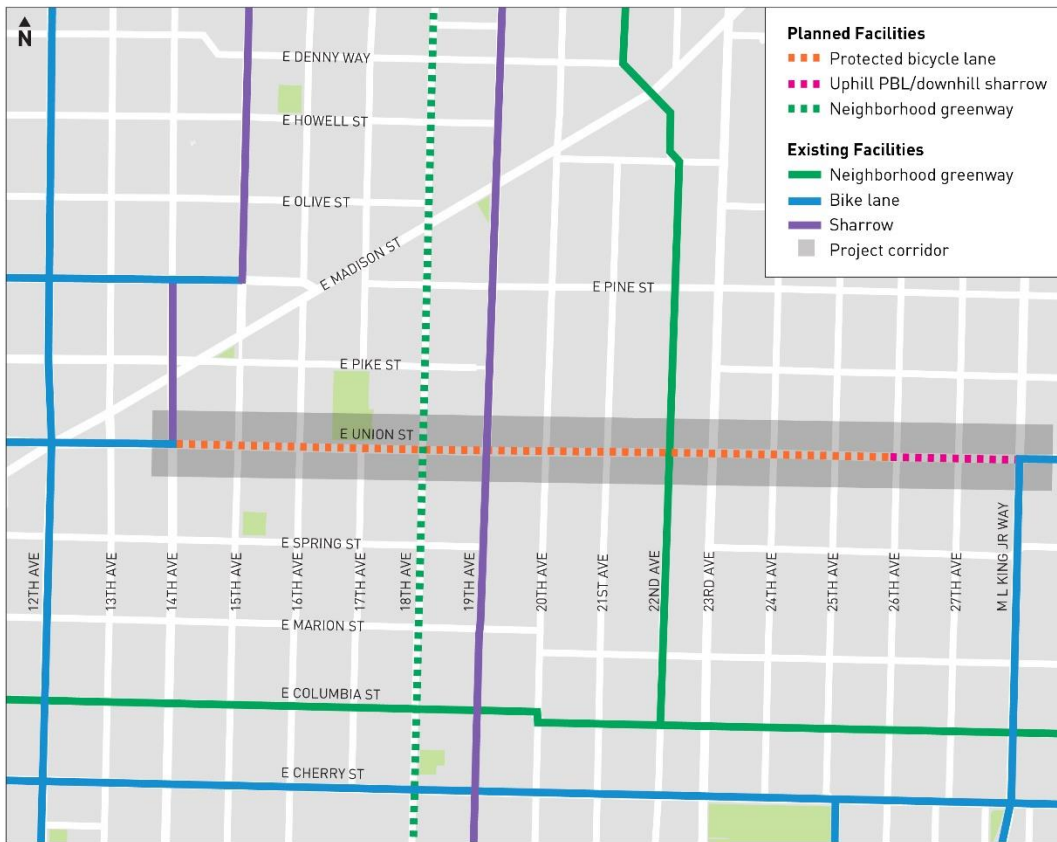 N
E DENNY WAY
E HOWELL ST
E OLIVE ST
E MADISON ST
E PINE ST
E PIKE ST
E UNION ST
E SPRING ST
12TH AVE
13TH AVE
14TH AVE
15TH AVE
16TH AVE
17TH AVE
18TH AVE
19TH AVE
20TH AVE
21ST AVE
22ND AVE
23RD AVE
24TH AVE
25TH AVE
26TH AVE
27TH AVE
M L KING JR WAY
E MARION ST
E COLUMBIA ST
E CHERRY ST
Planned Facilities
Protected bicycle lane
Uphill PBL/downhill sharrow
Neighborhood greenway
Existing Facilities
Neighborhood greenway
Bike lane
Sharrow
Project corridor